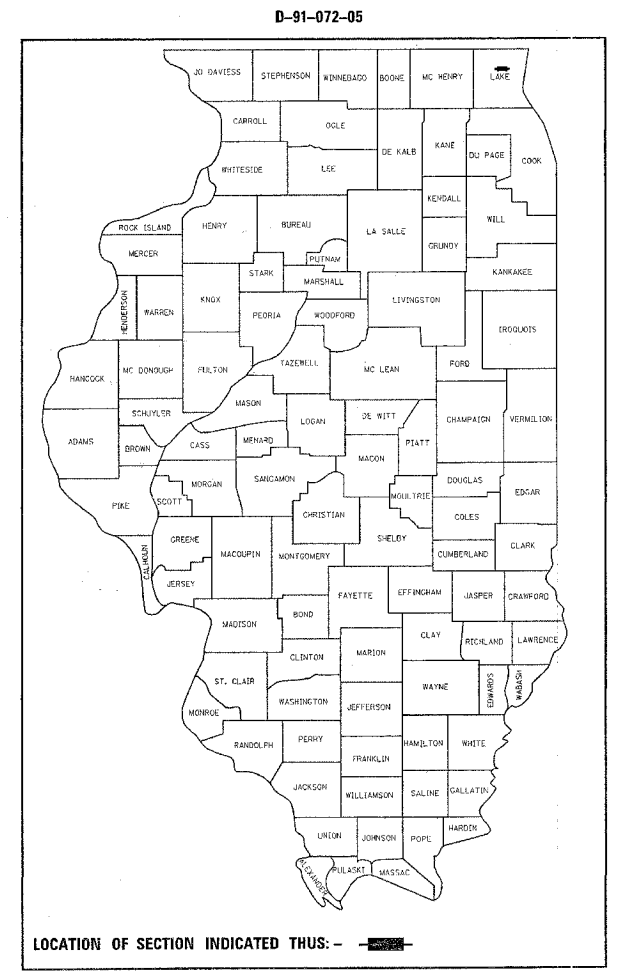 D-91-072-05
JO DAVIESS STEPHENSON WINNEBAGO BOONE MC HENRY LAKE
CARROLL OGLE
DE KALB KANE DU PAGE COOK
WHITESIDE LEE
KENDALL
ROCK ISLAND HENRY BUREAU LA SALLE WILL
MERCER PUTNAM GRUNDY
STARK MARSHALL KANKAKEE
HENDERSON WARREN KNOX PEORIA WOODFORD LIVINGSTON IROQUOIS
HANCOCK MC DONOUGH FULTON TAZEWELL MC LEAN FORD
MASON
SCHUYLER LOGAN DE WITT CHAMPAIGN VERMILION
ADAMS BROWN CASS MENARD PIATT
MACON
MORGAN SANGAMON DOUGLAS
PIKE SCOTT CHRISTIAN MOULTRIE EDGAR
COLES
GREENE MACOUPIN MONTGOMERY SHELBY CLARK
CALHOUN CUMBERLAND
JERSEY FAYETTE EFFINGHAM JASPER CRAWFORD
MADISON BOND
CLAY RICHLAND LAWRENCE
CLINTON MARION
ST. CLAIR WAYNE EDWARDS WABASH
MONROE WASHINGTON JEFFERSON
RANDOLPH PERRY HAMILTON WHITE
FRANKLIN
JACKSON WILLIAMSON SALINE GALLATIN
UNION JOHNSON POPE HARDIN
ALEXANDER PULASKI MASSAC
LOCATION OF SECTION INDICATED THUS: –